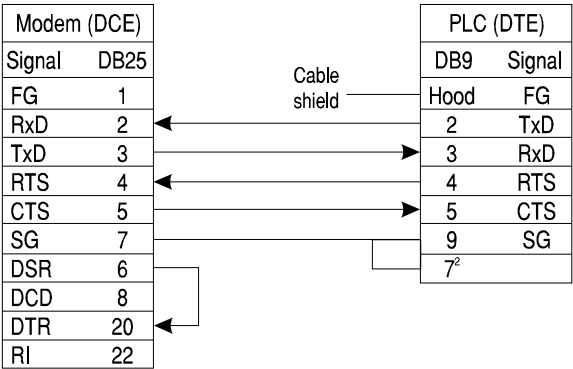 Modem (DCE) PLC (DTE)
Signal DB25 DB9 Signal
Cable shield
FG 1 Hood FG
RxD 2 2 TxD
TxD 3 3 RxD
RTS 4 4 RTS
CTS 5 5 CTS
SG 7 9 SG
DSR 6 7²
DCD 8
DTR 20
RI 22